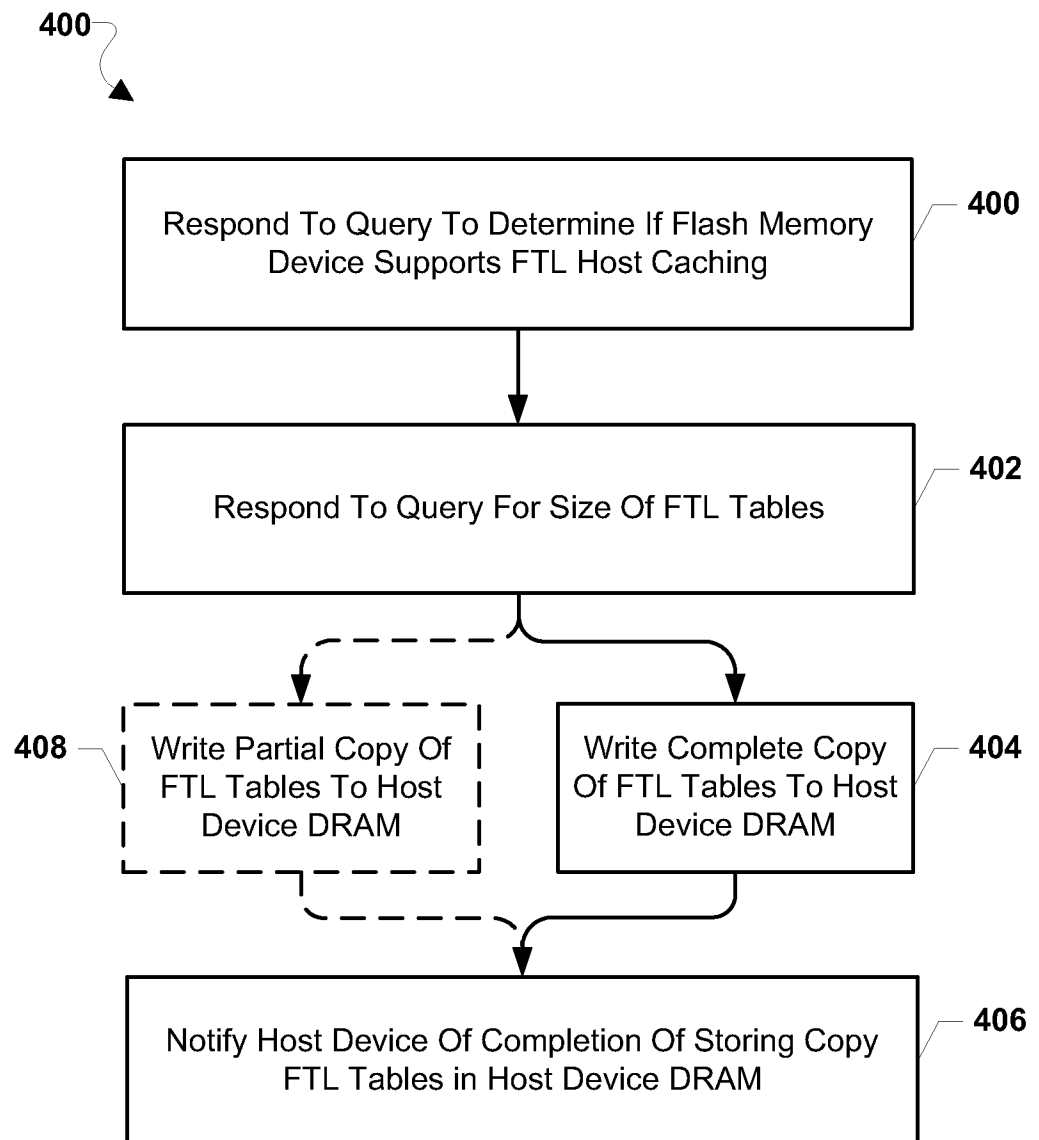 400
Respond To Query To Determine If Flash Memory
Device Supports FTL Host Caching
400
Respond To Query For Size Of FTL Tables
402
408
Write Partial Copy Of
FTL Tables To Host
Device DRAM
Write Complete Copy
Of FTL Tables To Host
Device DRAM
404
Notify Host Device Of Completion Of Storing Copy
FTL Tables in Host Device DRAM
406